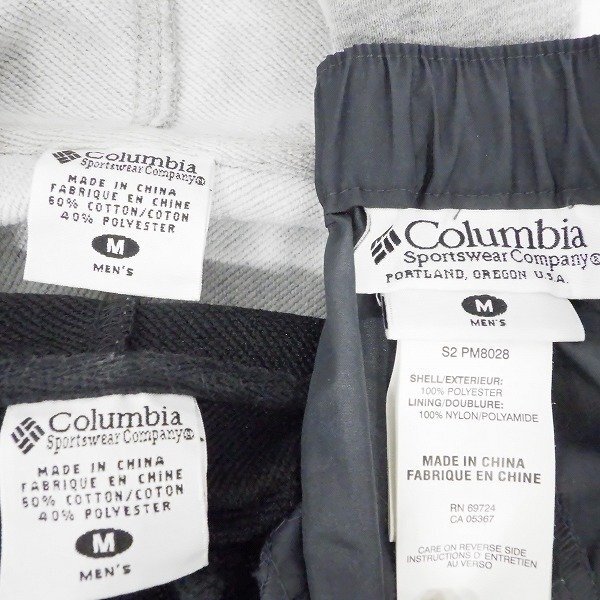 Columbia
Sportswear Company®
MADE IN CHINA
FABRIQUE EN CHINE
60% COTTON/COTON
40% POLYESTER
M
MEN'S
Columbia
Sportswear Company®
MADE IN CHINA
FABRIQUE EN CHINE
60% COTTON/COTON
40% POLYESTER
M
MEN'S
Columbia
Sportswear Company®
PORTLAND, OREGON U.S.A.
M
MEN'S
S2 PM8028
SHELL/EXTERIEUR:
100% POLYESTER
LINING/DOUBLURE:
100% NYLON/POLYAMIDE
MADE IN CHINA
FABRIQUE EN CHINE
RN 69724
CA 05367
CARE ON REVERSE SIDE
INSTRUCTIONS D'ENTRETIEN
AU VERSO